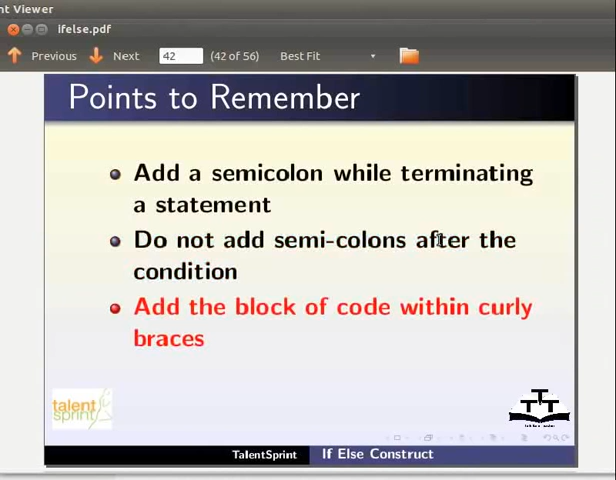 nt Viewer
ifelse.pdf
Previous Next 42 (42 of 56) Best Fit
Points to Remember
Add a semicolon while terminating
a statement
Do not add semi-colons after the
condition
Add the block of code within curly
braces
talent
sprint
TTT
TalentSprint If Else Construct